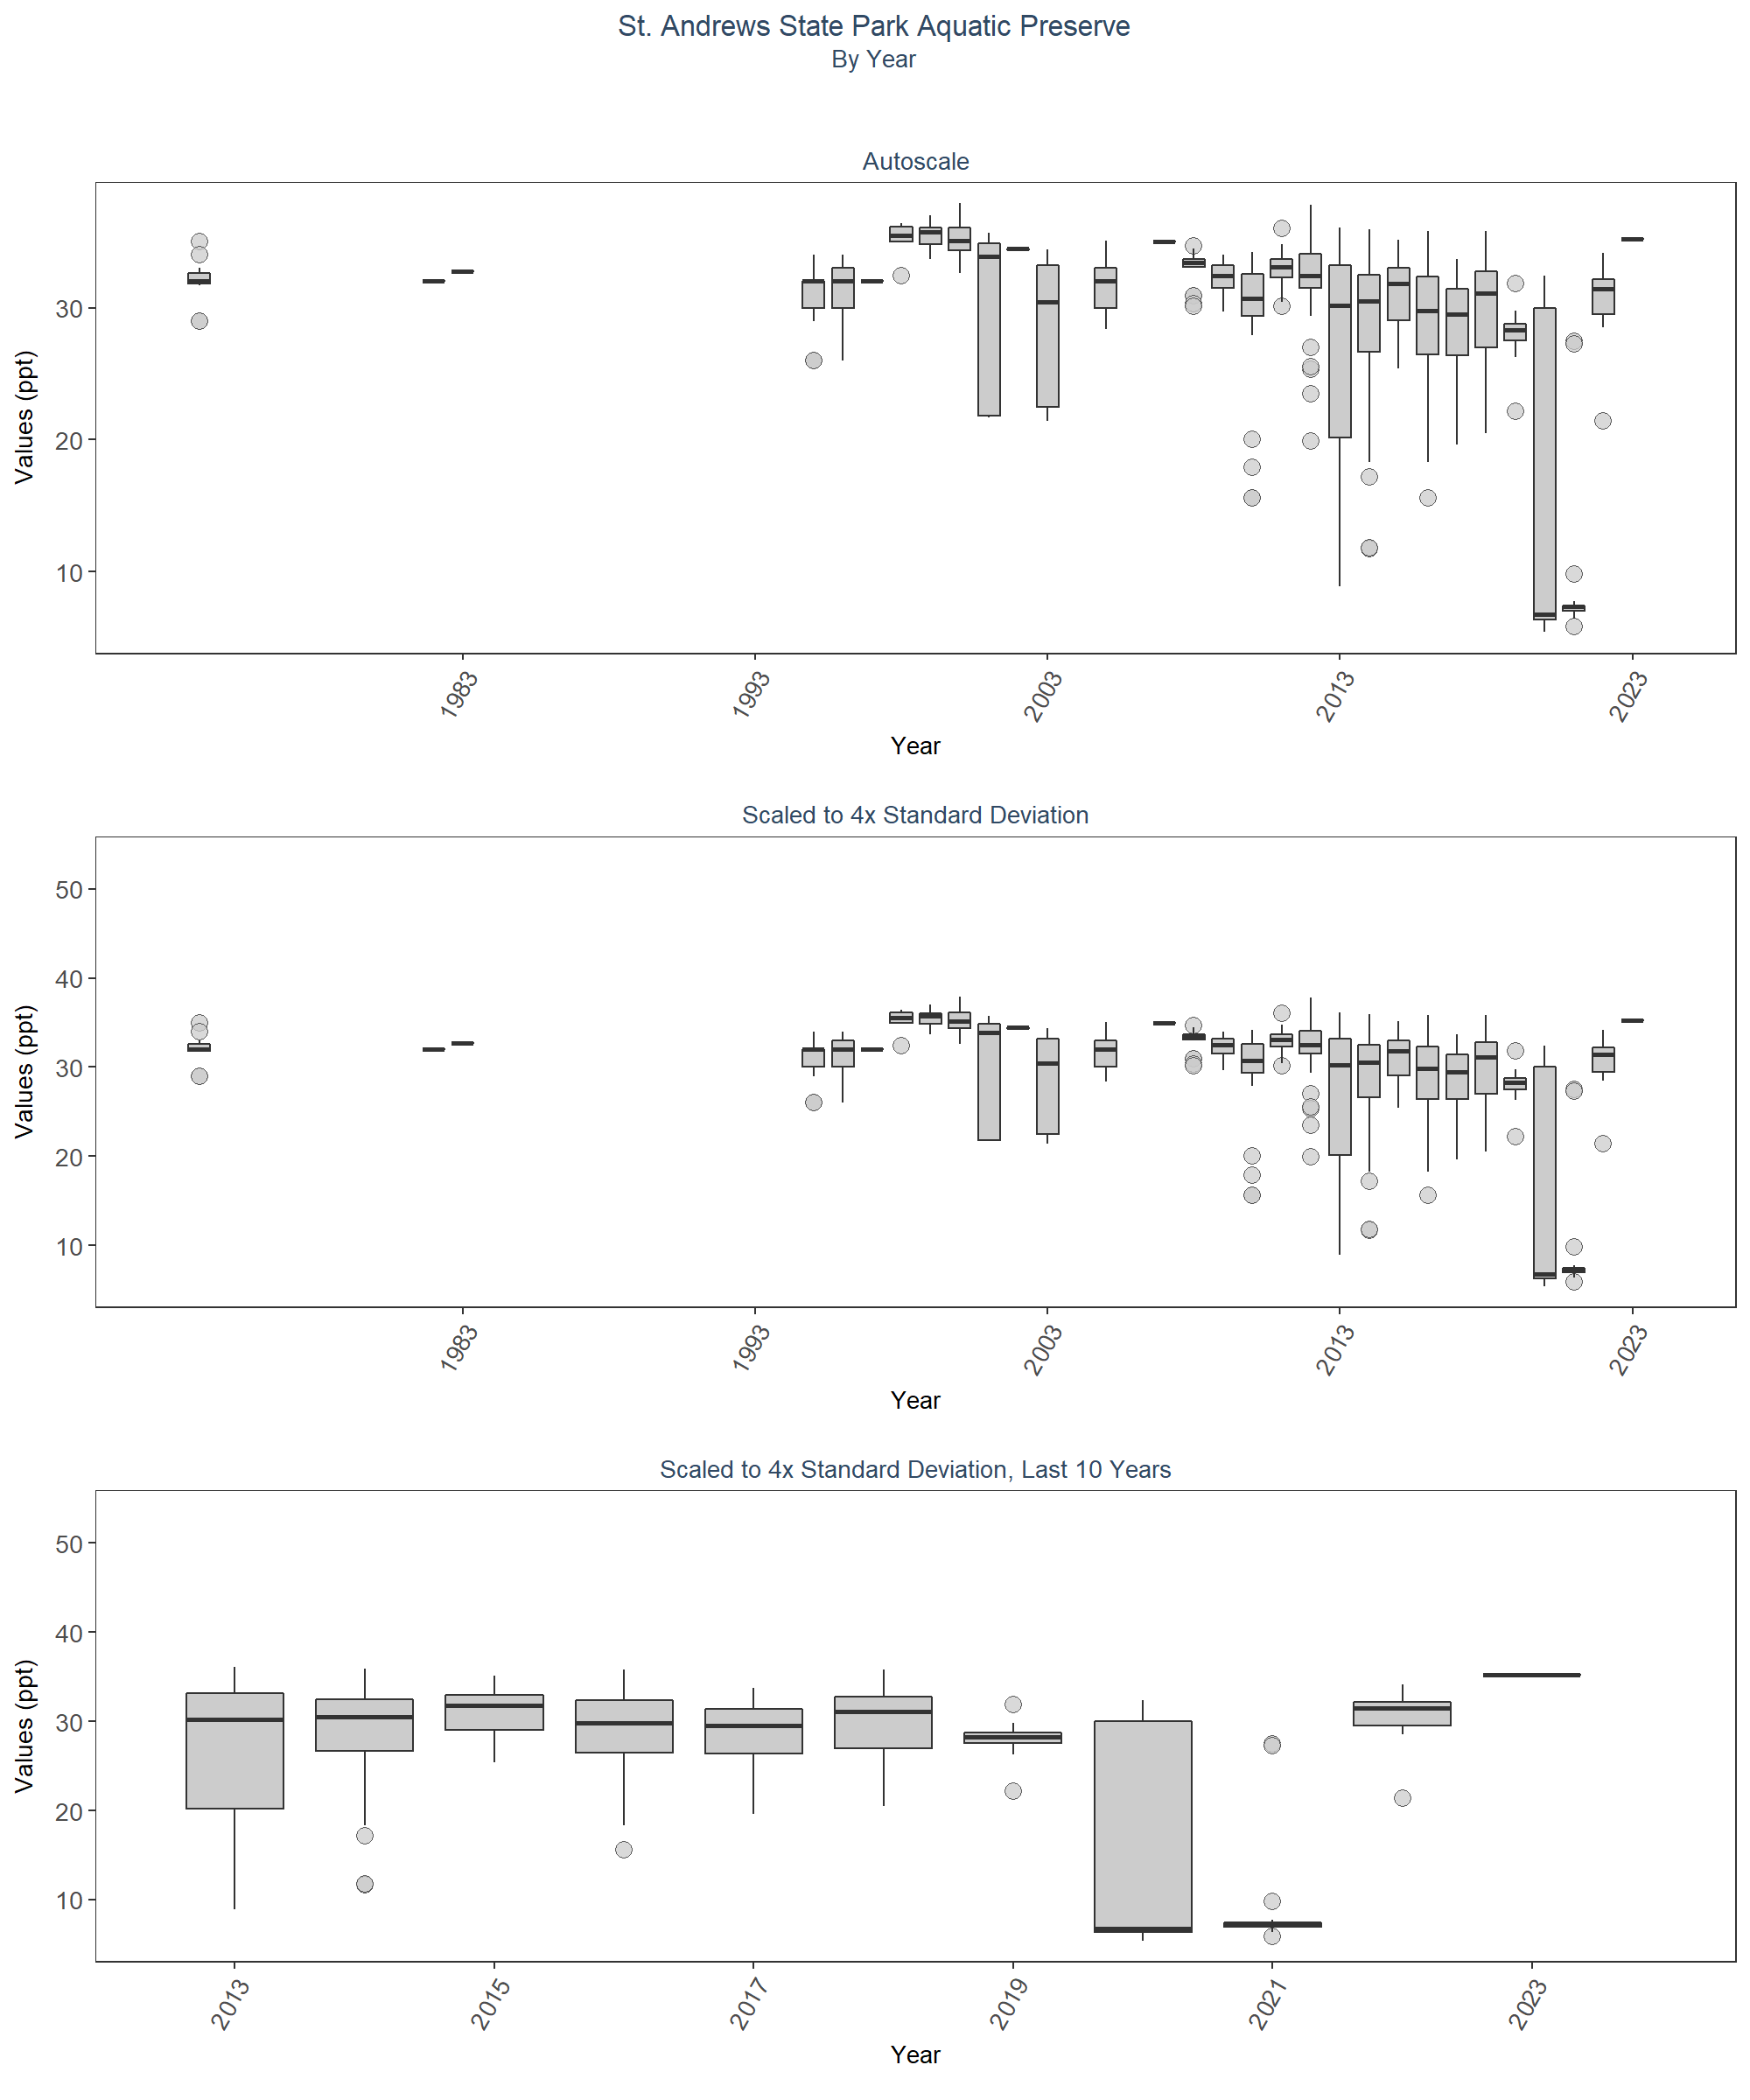 St. Andrews State Park Aquatic Preserve
By Year
Autoscale
Values (ppt)
30
20
10
1983
1993
2003
2013
2023
Year
Scaled to 4x Standard Deviation
Values (ppt)
50
40
30
20
10
1983
1993
2003
2013
2023
Year
Scaled to 4x Standard Deviation, Last 10 Years
Values (ppt)
50
40
30
20
10
2013
2015
2017
2019
2021
2023
Year